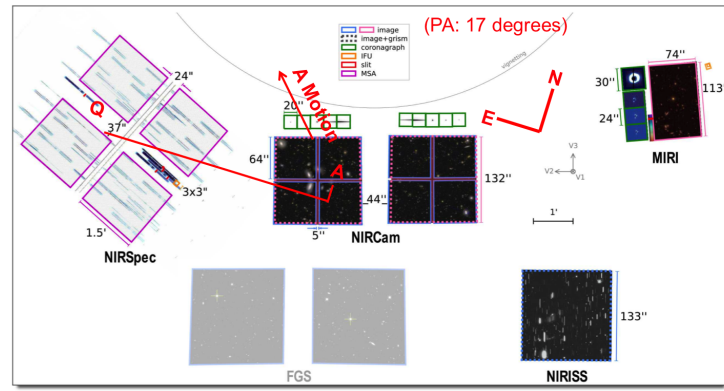 (PA: 17 degrees)
image
image+grism
coronagraph
IFU
slit
MSA
vignetting
N
E
A Motion
A
Q
24"
37"
3x3"
1.5'
NIRSpec
20''
64''
44''
132''
5''
NIRCam
74''
113''
30''
24''
MIRI
V3
V2
V1
1'
FGS
133''
NIRISS